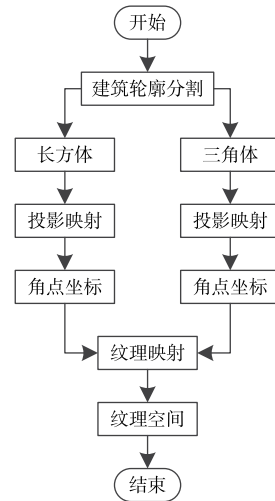 开始
建筑轮廓分割
长方体
三角体
投影映射
投影映射
角点坐标
角点坐标
纹理映射
纹理空间
结束